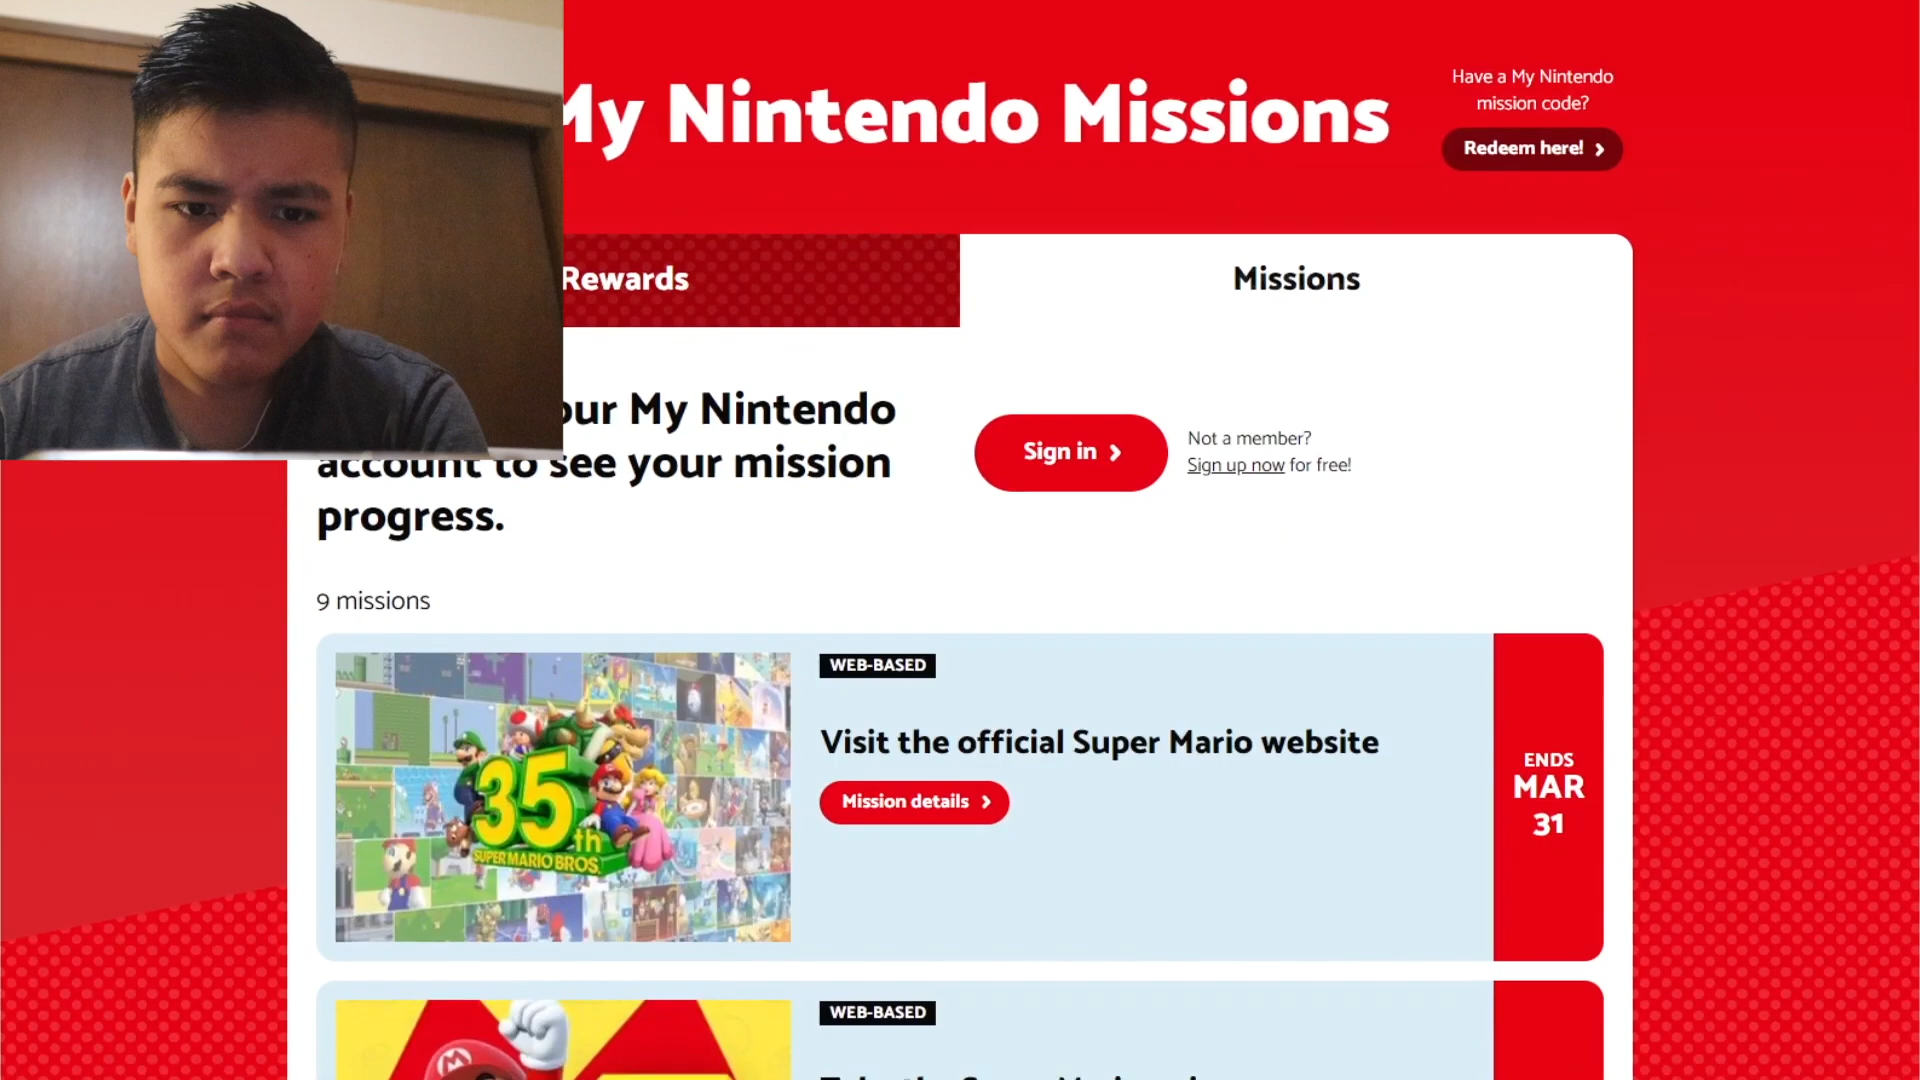 My Nintendo Missions
Have a My Nintendo
mission code?
Redeem here!
Rewards
Missions
our My Nintendo
account to see your mission
progress.
Sign in
Not a member?
Sign up now for free!
9 missions
WEB-BASED
Visit the official Super Mario website
Mission details
ENDS
MAR
31
35th
SUPER MARIO BROS.
WEB-BASED
M